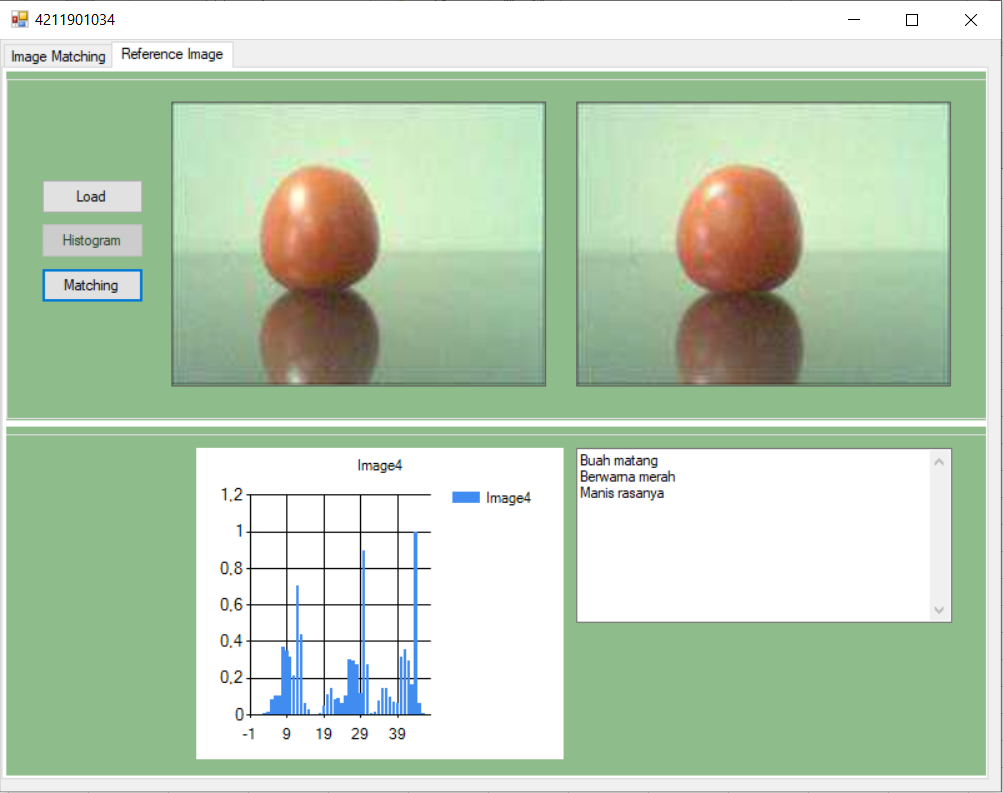 4211901034
Image Matching
Reference Image
Load
Histogram
Matching
Image4
Image4
1,2
1
0,8
0,6
0,4
0,2
0
-1 9 19 29 39
Buah matang
Berwarna merah
Manis rasanya